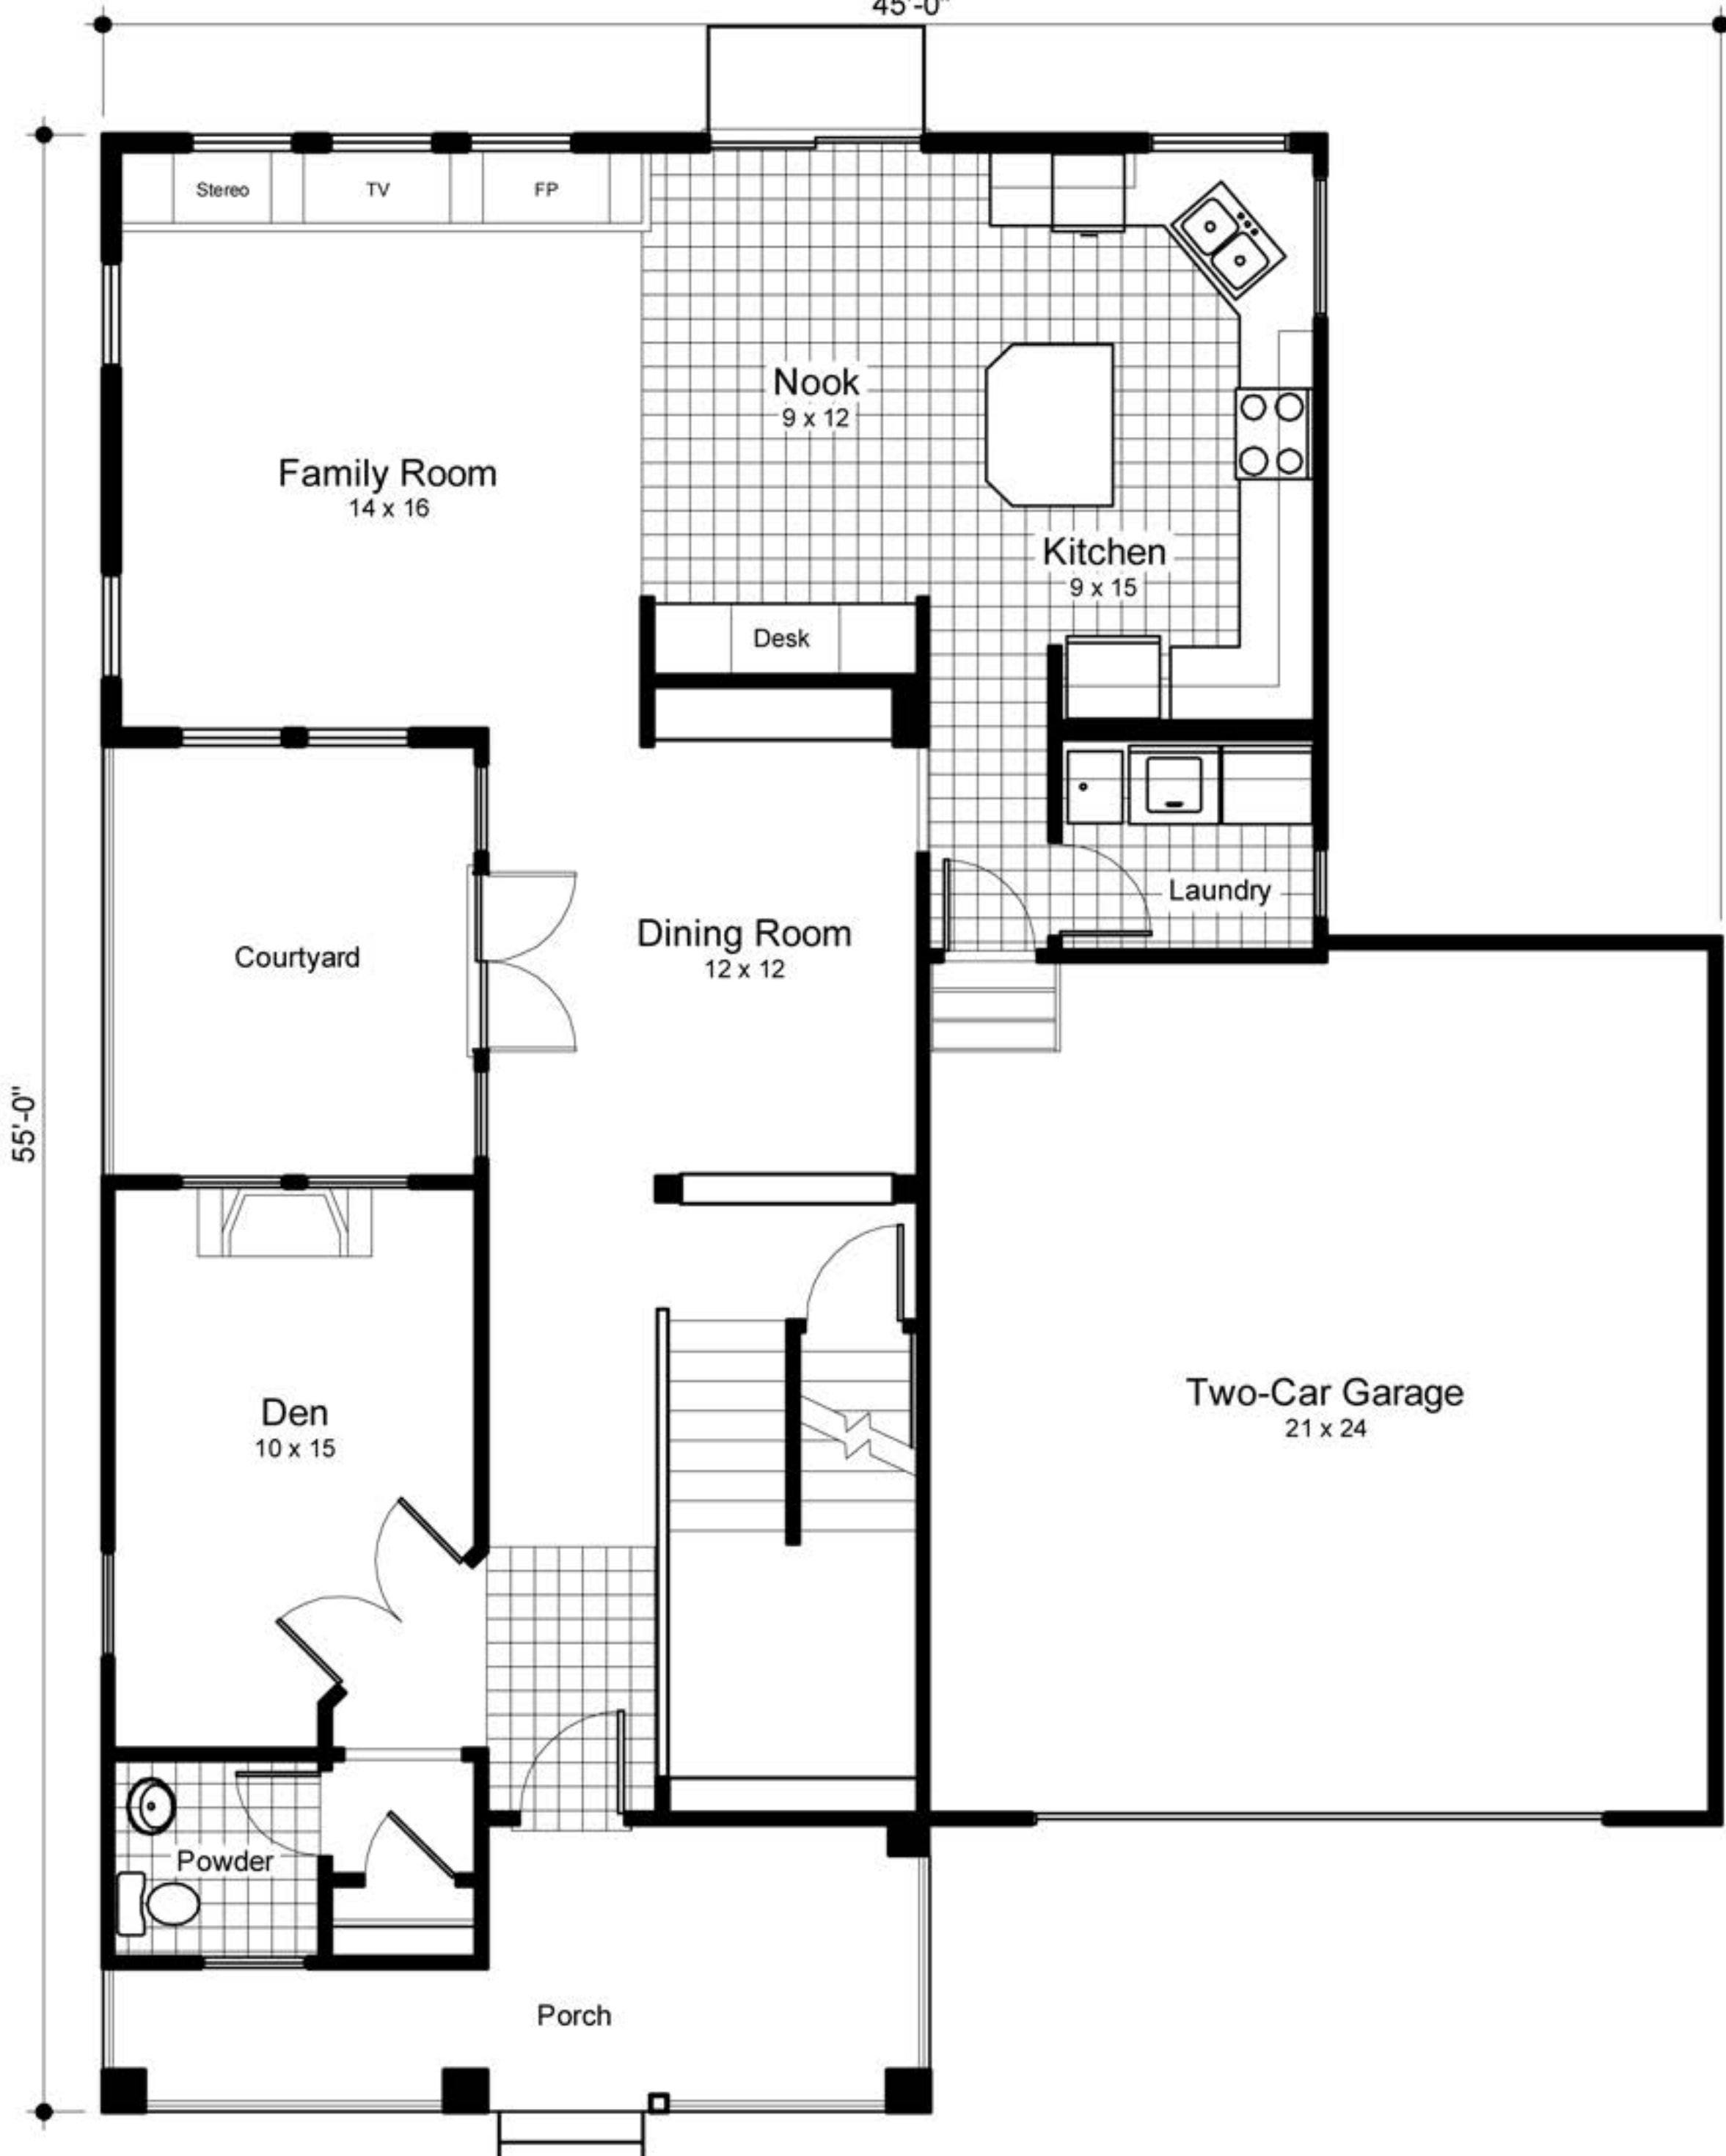 45'-0"
Stereo
TV
FP
Nook
9 x 12
Family Room
14 x 16
Kitchen
9 x 15
Desk
Laundry
Courtyard
Dining Room
12 x 12
55'-0"
Den
10 x 15
Two-Car Garage
21 x 24
Powder
Porch